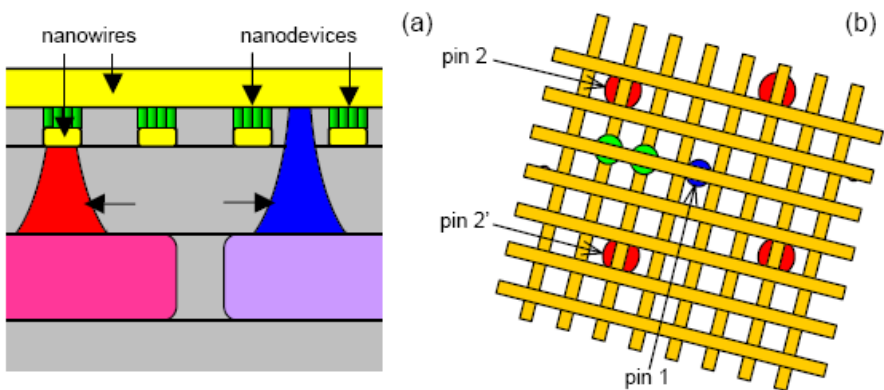 nanowires
nanodevices
(a)
(b)
pin 2
pin 2'
pin 1